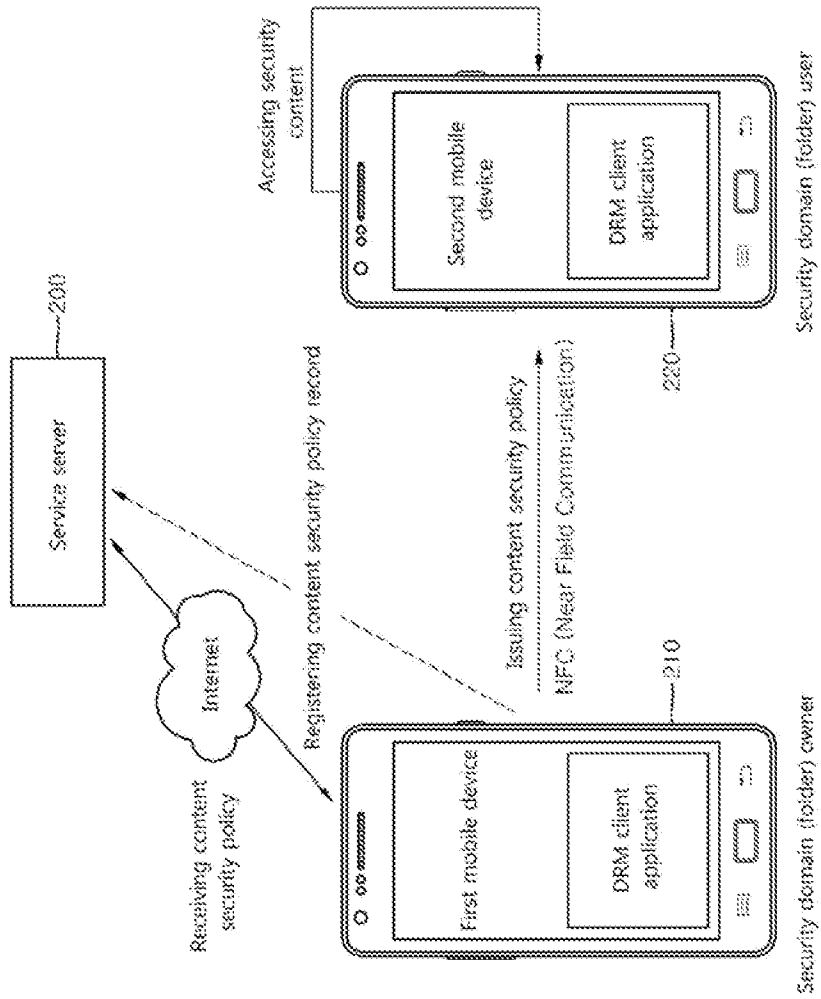 Service server
200
Internet
Receiving content
security policy
Registering content security policy record
First mobile device
DRM client
application
210
Security domain (folder) owner
Issuing content security policy
NFC (Near Field Communication)
Accessing security
content
Second mobile
device
DRM client
application
220
Security domain (folder) user